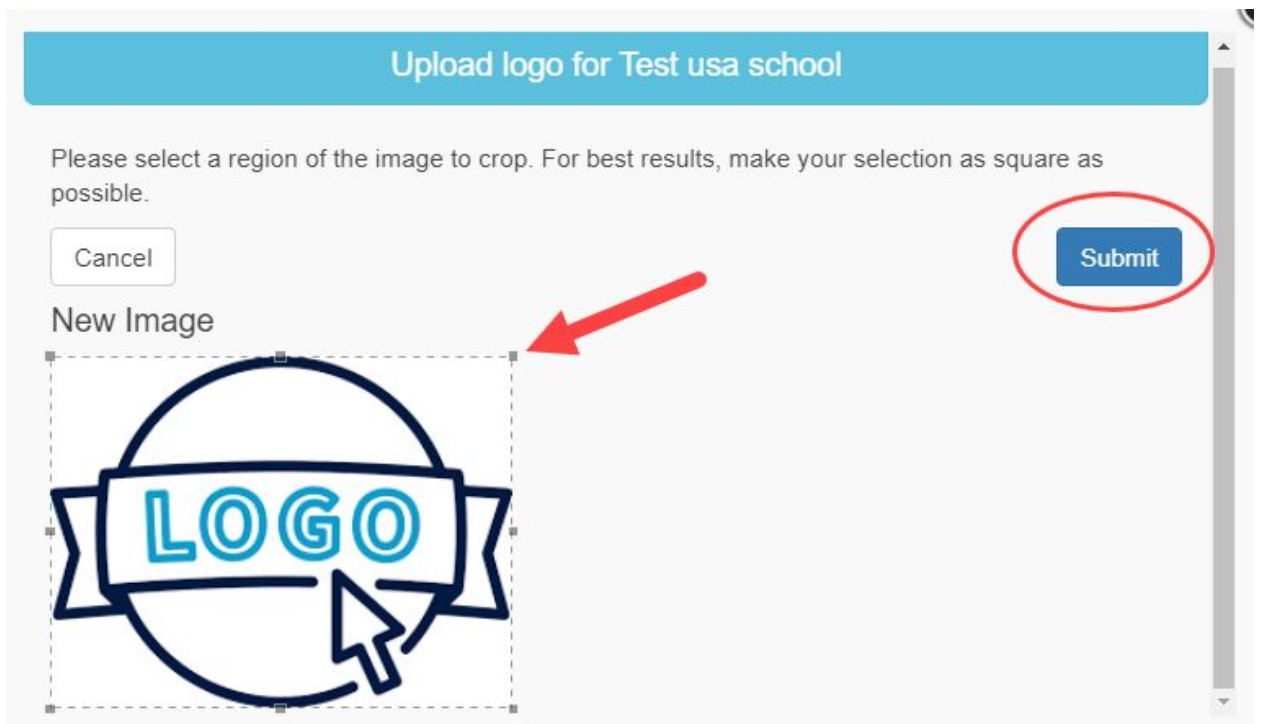 Upload logo for Test usa school
Please select a region of the image to crop. For best results, make your selection as square as
possible.
Cancel
Submit
New Image
LOGO